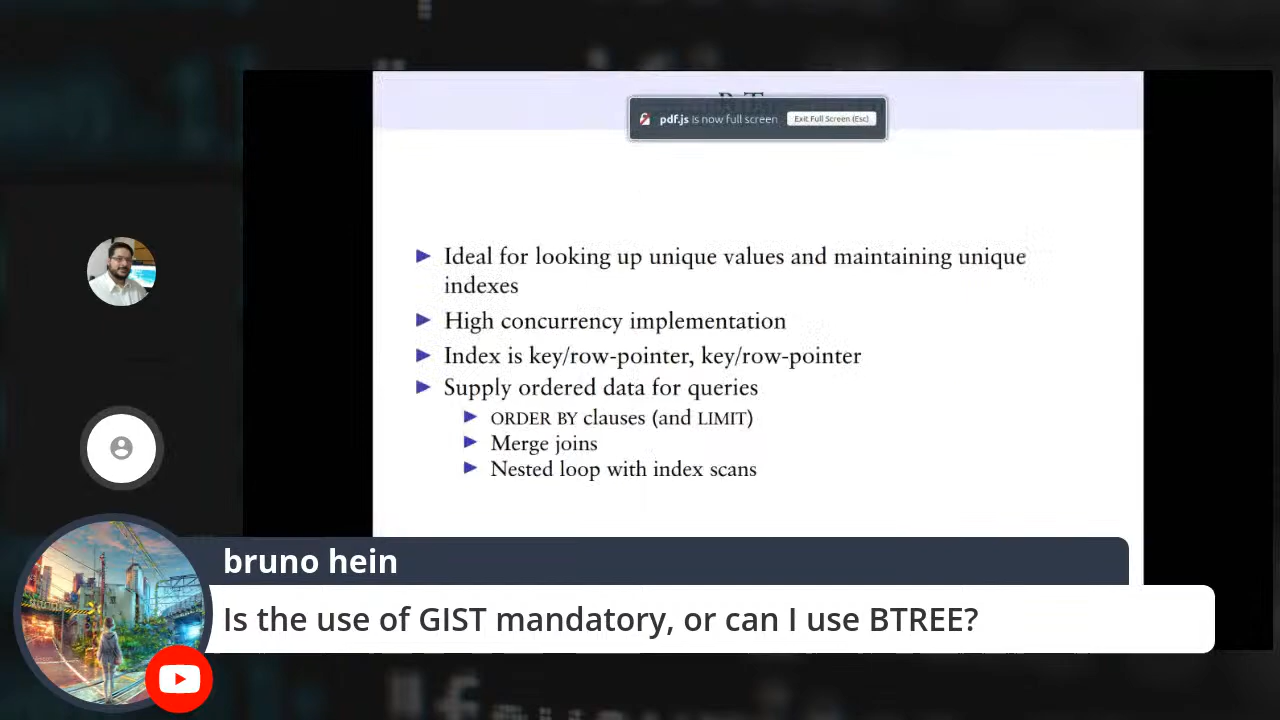 pdf.js is now full screen Exit Full Screen (Esc)
Ideal for looking up unique values and maintaining unique
indexes
High concurrency implementation
Index is key/row-pointer, key/row-pointer
Supply ordered data for queries
ORDER BY clauses (and LIMIT)
Merge joins
Nested loop with index scans
bruno hein
Is the use of GIST mandatory, or can I use BTREE?